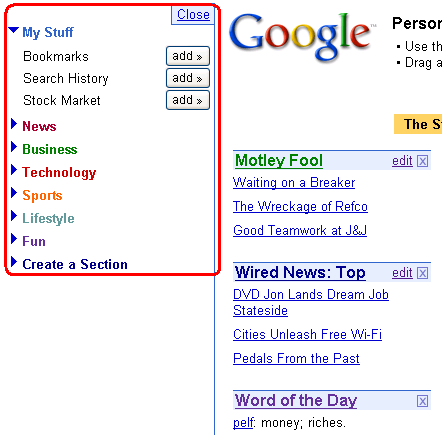 Close
My Stuff
Bookmarks add »
Search History add »
Stock Market add »
News
Business
Technology
Sports
Lifestyle
Fun
Create a Section
Google™
Perso
• Use th
• Drag a
The S
Motley Fool edit X
Waiting on a Breaker
The Wreckage of Refco
Good Teamwork at J&J
Wired News: Top edit X
DVD Jon Lands Dream Job
Stateside
Cities Unleash Free Wi-Fi
Pedals From the Past
Word of the Day X
pelf: money; riches.